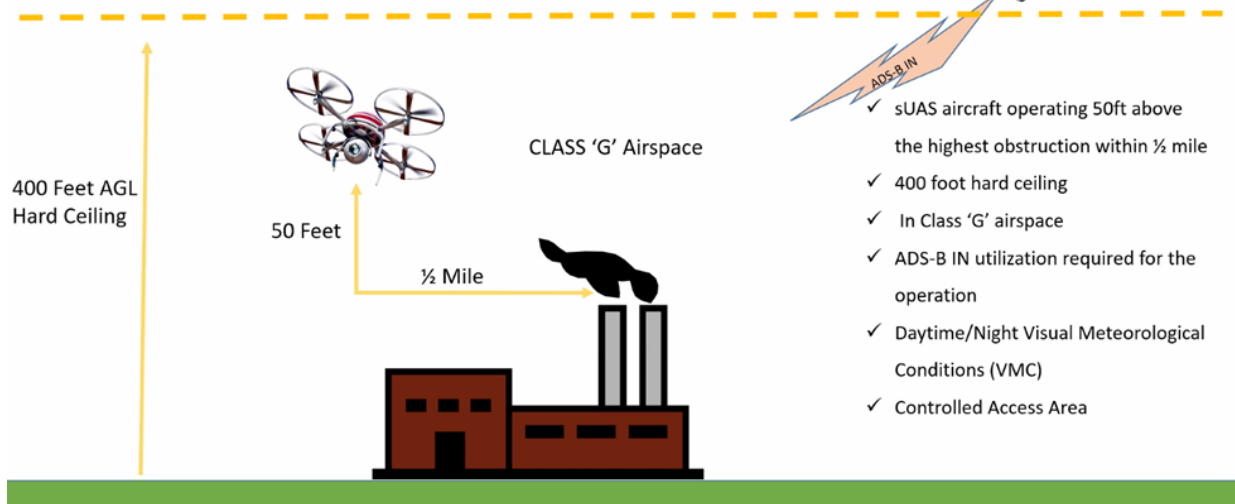 ADS-B IN
✓ sUAS aircraft operating 50ft above
the highest obstruction within ½ mile
✓ 400 foot hard ceiling
✓ In Class ‘G’ airspace
✓ ADS-B IN utilization required for the
operation
✓ Daytime/Night Visual Meteorological
Conditions (VMC)
✓ Controlled Access Area
CLASS ‘G’ Airspace
400 Feet AGL
Hard Ceiling
50 Feet
½ Mile